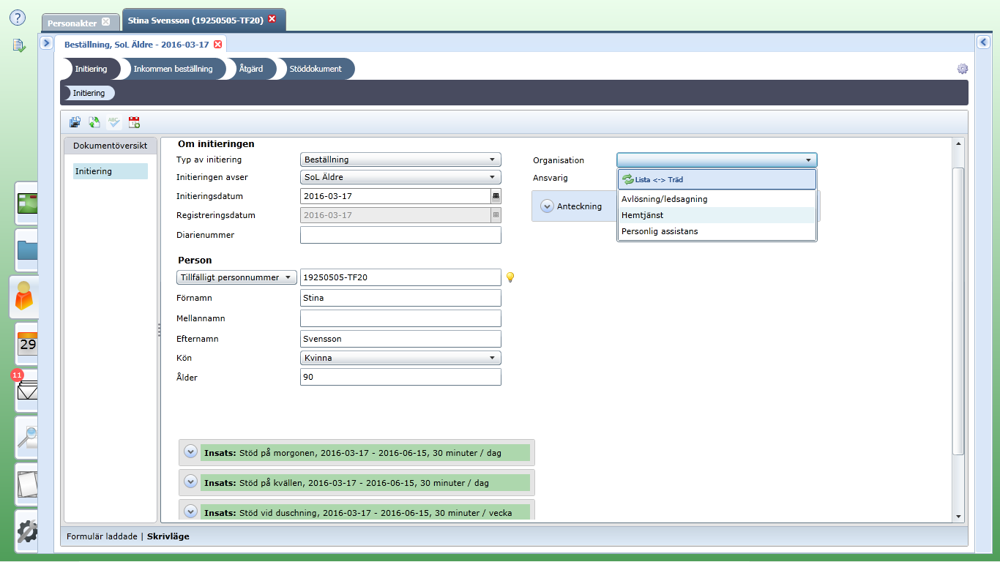 Personakter
Stina Svensson (19250505-TF20)
Beställning, SoL Äldre - 2016-03-17
Initiering
Inkommen beställning
Åtgärd
Stöddokument
Initiering
ABC
Dokumentöversikt
Initiering
Om initieringen
Typ av initiering
Beställning
Initieringen avser
SoL Äldre
Initieringsdatum
2016-03-17
Registreringsdatum
2016-03-17
Diarienummer
Organisation
Ansvarig
Lista <-> Träd
Avlösning/ledsagning
Hemtjänst
Personlig assistans
Anteckning
Person
Tillfälligt personnummer
19250505-TF20
Förnamn
Stina
Mellannamn
Efternamn
Svensson
Kön
Kvinna
Ålder
90
Insats: Stöd på morgonen, 2016-03-17 - 2016-06-15, 30 minuter / dag
Insats: Stöd på kvällen, 2016-03-17 - 2016-06-15, 30 minuter / dag
Insats: Stöd vid duschning, 2016-03-17 - 2016-06-15, 30 minuter / vecka
29
11
Formulär laddade | Skrivläge